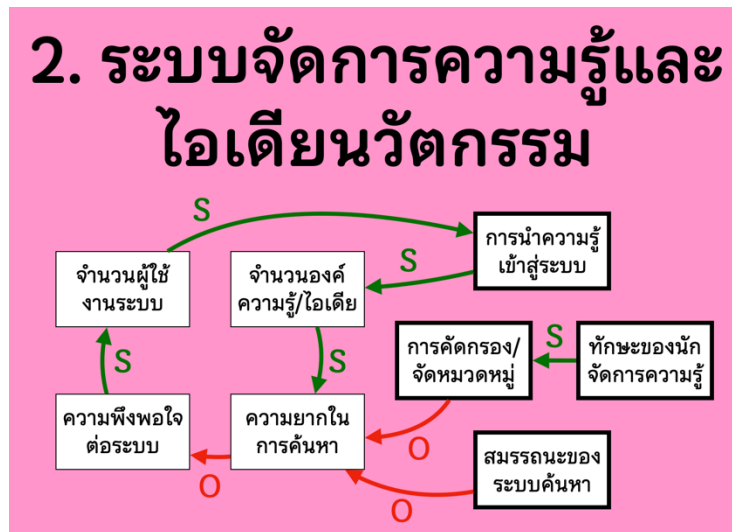 2. ระบบจัดการความรู้และ
ไอเดียนวัตกรรม
S
การนำความรู้
เข้าสู่ระบบ
S
จำนวนผู้ใช้
งานระบบ
จำนวนองค์
ความรู้/ไอเดีย
S
S
การคัดกรอง/
จัดหมวดหมู่
S
ทักษะของนัก
จัดการความรู้
ความพึงพอใจ
ต่อระบบ
O
ความยากใน
การค้นหา
O
สมรรถนะของ
ระบบค้นหา
O